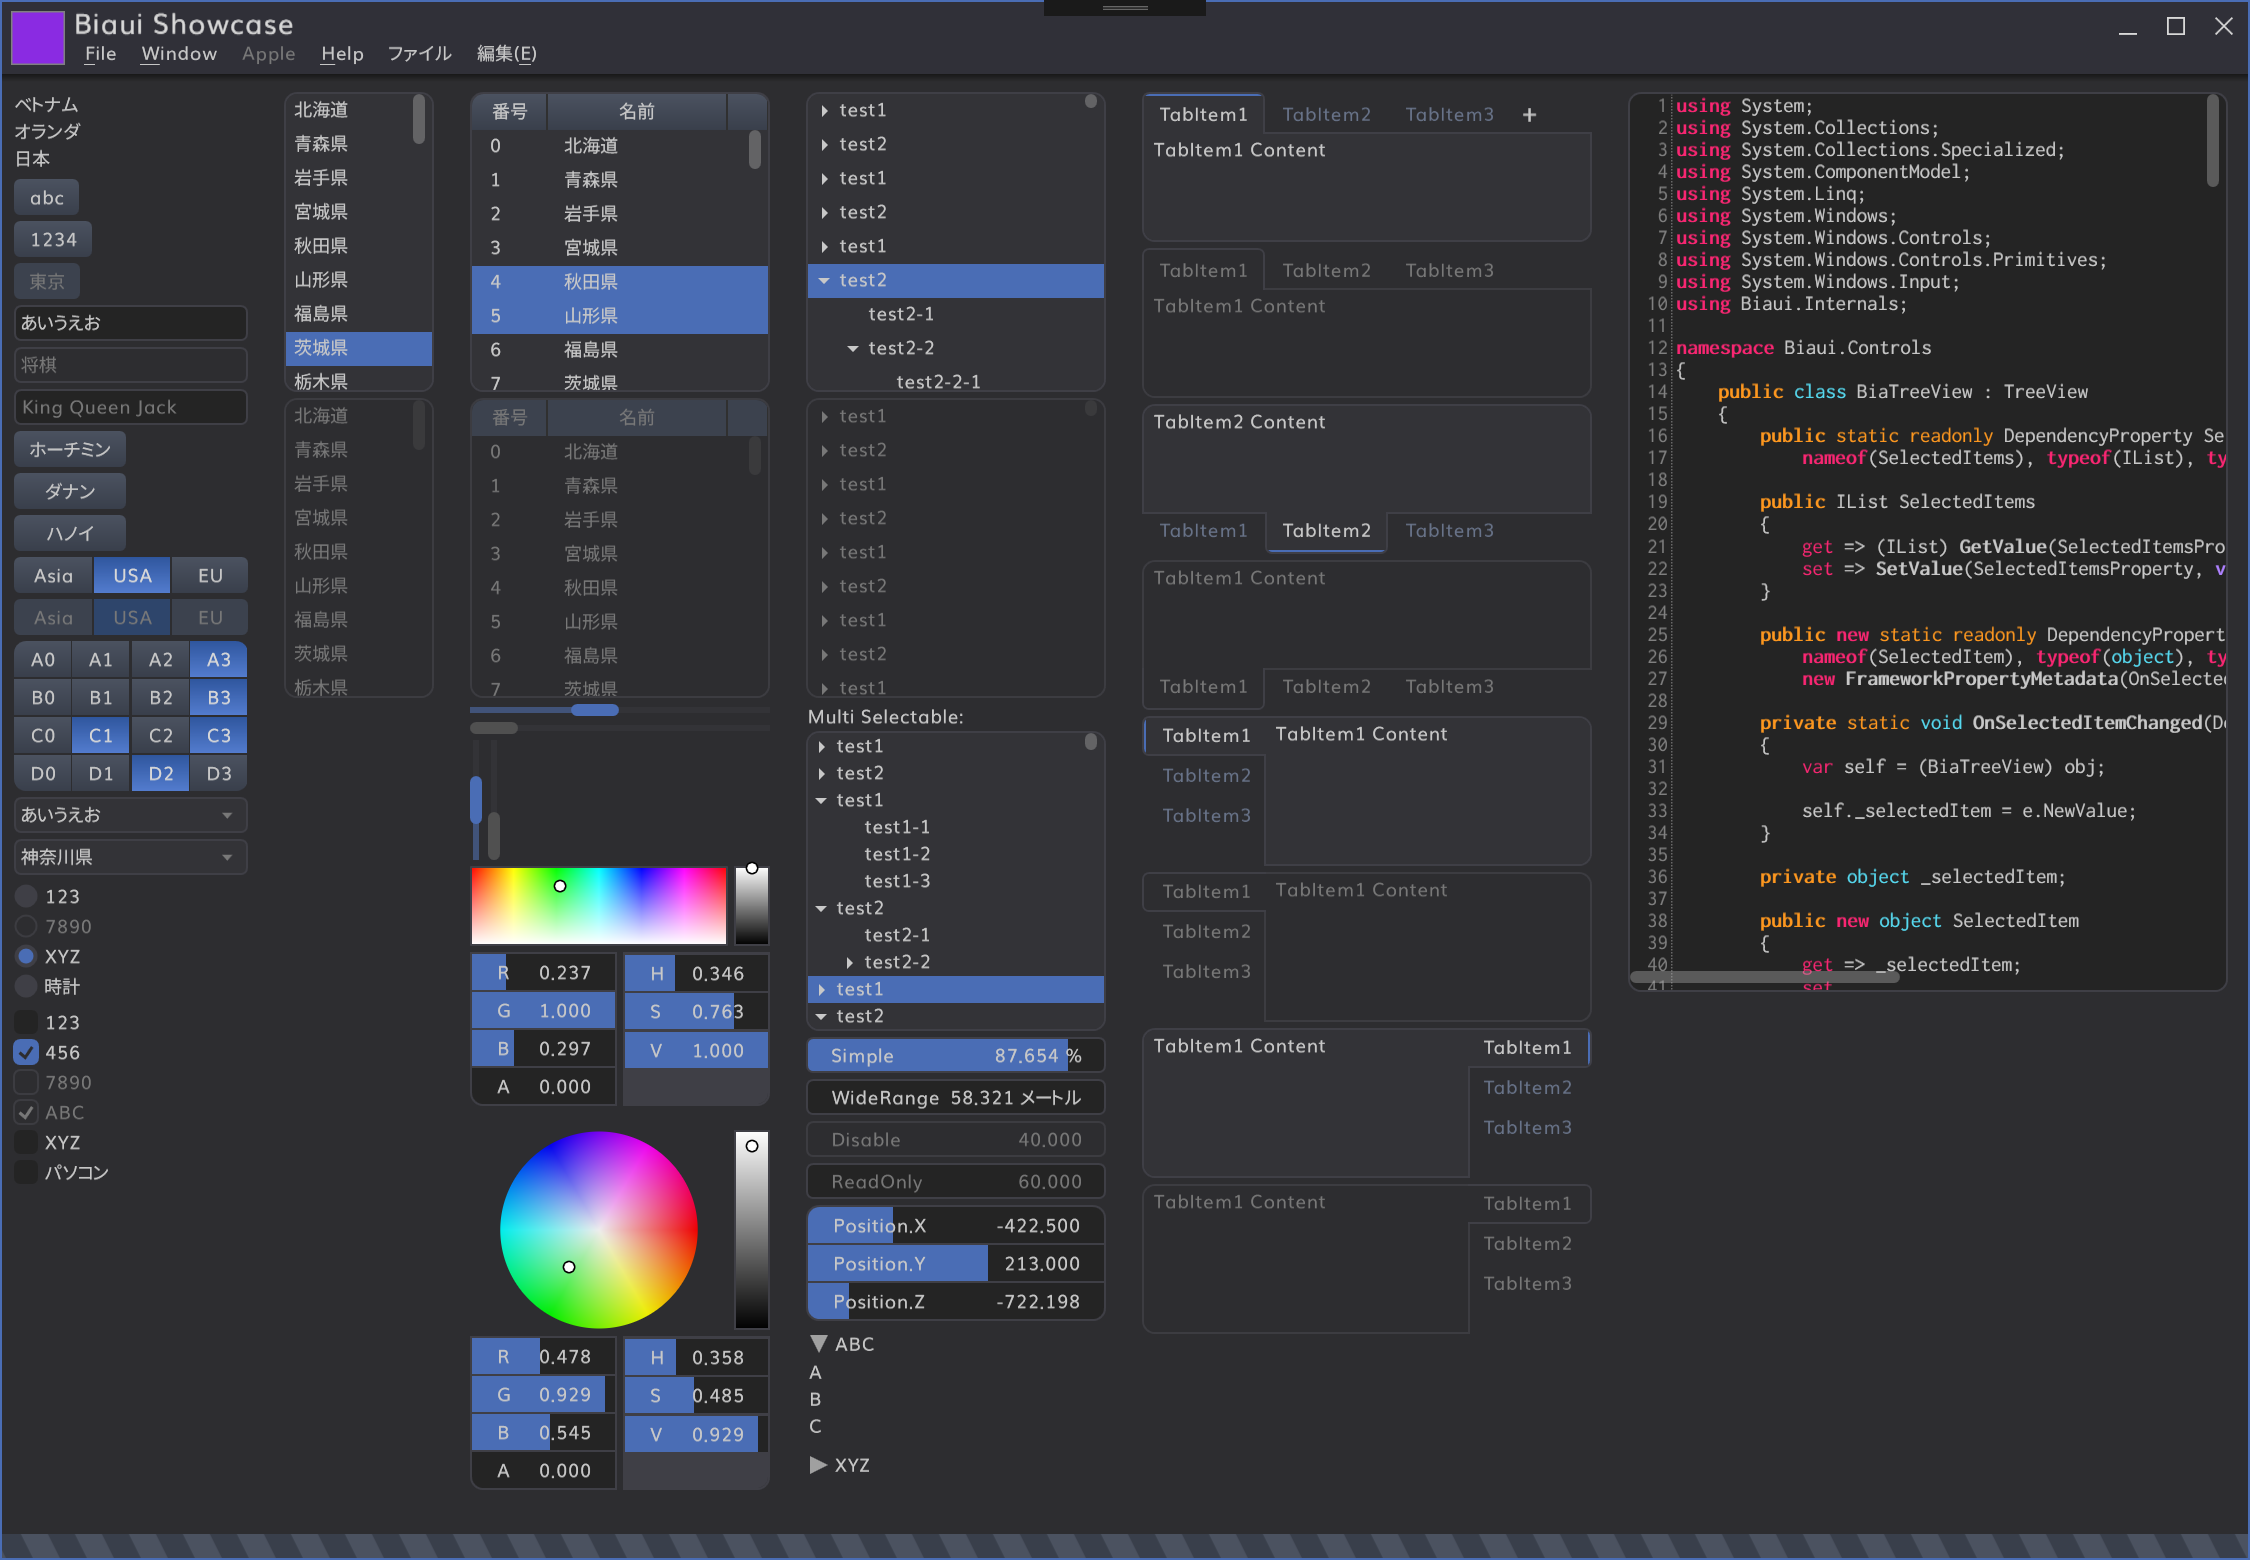 Biaui Showcase
File Window Apple Help ファイル 編集(E)
ベトナム
オランダ
日本
abc
1234
東京
あいうえお
将棋
King Queen Jack
ホーチミン
ダナン
ハノイ
Asia USA EU
Asia USA EU
A0 A1 A2 A3
B0 B1 B2 B3
C0 C1 C2 C3
D0 D1 D2 D3
あいうえお
神奈川県
123
7890
XYZ
時計
123
456
7890
ABC
XYZ
パソコン
北海道
青森県
岩手県
宮城県
秋田県
山形県
福島県
茨城県
栃木県
北海道
青森県
岩手県
宮城県
秋田県
山形県
福島県
茨城県
栃木県
番号 名前
0 北海道
1 青森県
2 岩手県
3 宮城県
4 秋田県
5 山形県
6 福島県
7 茨城県
番号 名前
0 北海道
1 青森県
2 岩手県
3 宮城県
4 秋田県
5 山形県
6 福島県
7 茨城県
R 0.237 H 0.346
G 1.000 S 0.763
B 0.297 V 1.000
A 0.000
R 0.478 H 0.358
G 0.929 S 0.485
B 0.545 V 0.929
A 0.000
test1
test2
test1
test2
test1
test2
test2-1
test2-2
test2-2-1
test1
test2
test1
test2
test1
test2
test1
test2
test1
Multi Selectable:
test1
test2
test1
test1-1
test1-2
test1-3
test2
test2-1
test2-2
test1
test2
Simple 87.654 %
WideRange 58.321 メートル
Disable 40.000
ReadOnly 60.000
Position.X -422.500
Position.Y 213.000
Position.Z -722.198
ABC
A
B
C
XYZ
TabItem1 TabItem2 TabItem3 +
TabItem1 Content
TabItem1 TabItem2 TabItem3
TabItem1 Content
TabItem2 Content
TabItem1 TabItem2 TabItem3
TabItem1 Content
TabItem1 TabItem2 TabItem3
TabItem1 TabItem1 Content
TabItem2
TabItem3
TabItem1 TabItem1 Content
TabItem2
TabItem3
TabItem1 Content TabItem1
TabItem2
TabItem3
TabItem1 Content TabItem1
TabItem2
TabItem3
1 using System;
2 using System.Collections;
3 using System.Collections.Specialized;
4 using System.ComponentModel;
5 using System.Linq;
6 using System.Windows;
7 using System.Windows.Controls;
8 using System.Windows.Controls.Primitives;
9 using System.Windows.Input;
10 using Biaui.Internals;
11
12 namespace Biaui.Controls
13 {
14 public class BiaTreeView : TreeView
15 {
16 public static readonly DependencyProperty Se
17 nameof(SelectedItems), typeof(IList), ty
18
19 public IList SelectedItems
20 {
21 get => (IList) GetValue(SelectedItemsPro
22 set => SetValue(SelectedItemsProperty, v
23 }
24
25 public new static readonly DependencyPropert
26 nameof(SelectedItem), typeof(object), ty
27 new FrameworkPropertyMetadata(OnSelected
28
29 private static void OnSelectedItemChanged(De
30 {
31 var self = (BiaTreeView) obj;
32
33 self._selectedItem = e.NewValue;
34 }
35
36 private object _selectedItem;
37
38 public new object SelectedItem
39 {
40 get => _selectedItem;
41 set